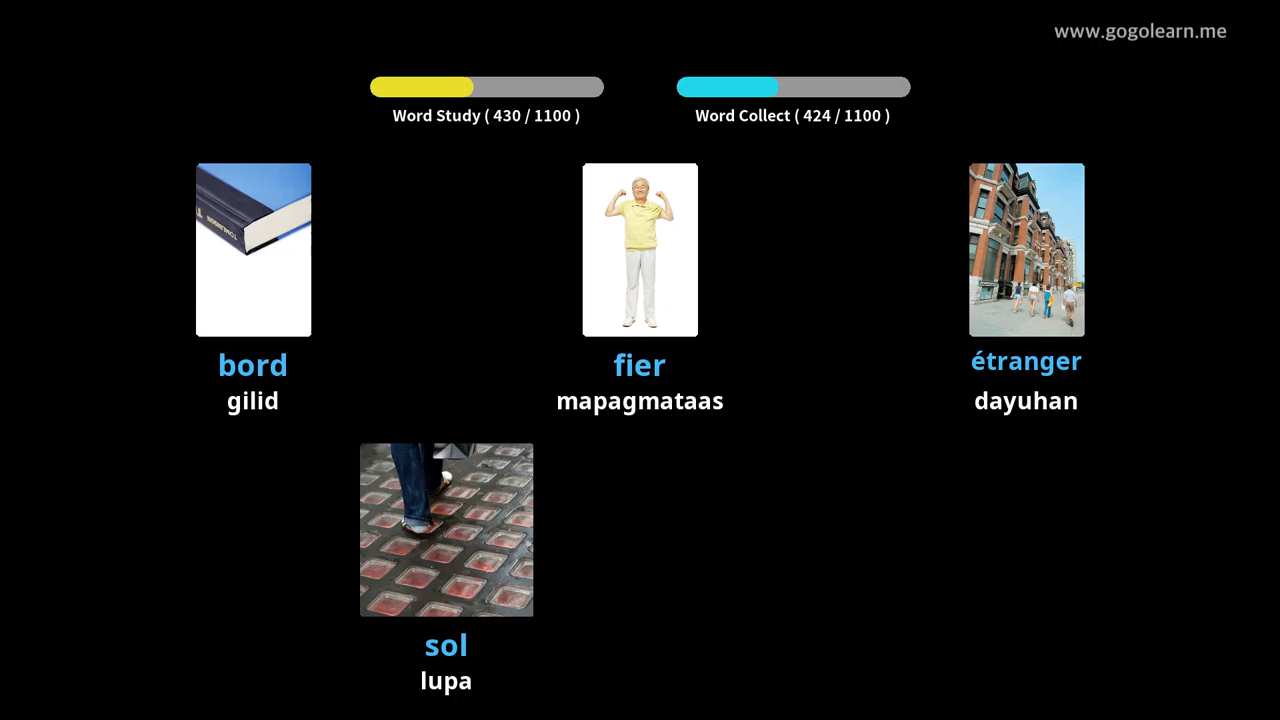 www.gogolearn.me
Word Study ( 430 / 1100 )
Word Collect ( 424 / 1100 )
TOMLINSON
bord
gilid
fier
mapagmataas
étranger
dayuhan
sol
lupa